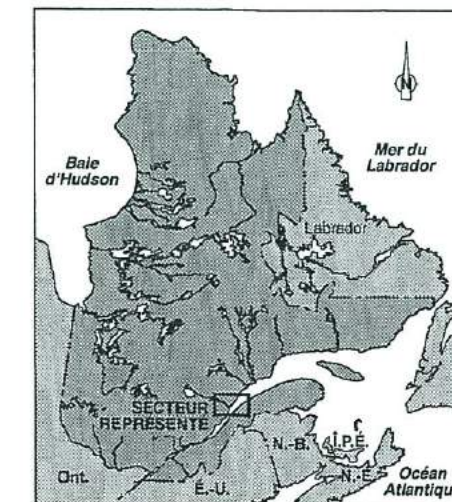 N
Baie
d'Hudson
Mer du
Labrador
Labrador
SECTEUR
REPRÉSENTÉ
N.-B.
Î.P.É.
N.-É.
Ont.
É.-U.
Océan
Atlantiqu